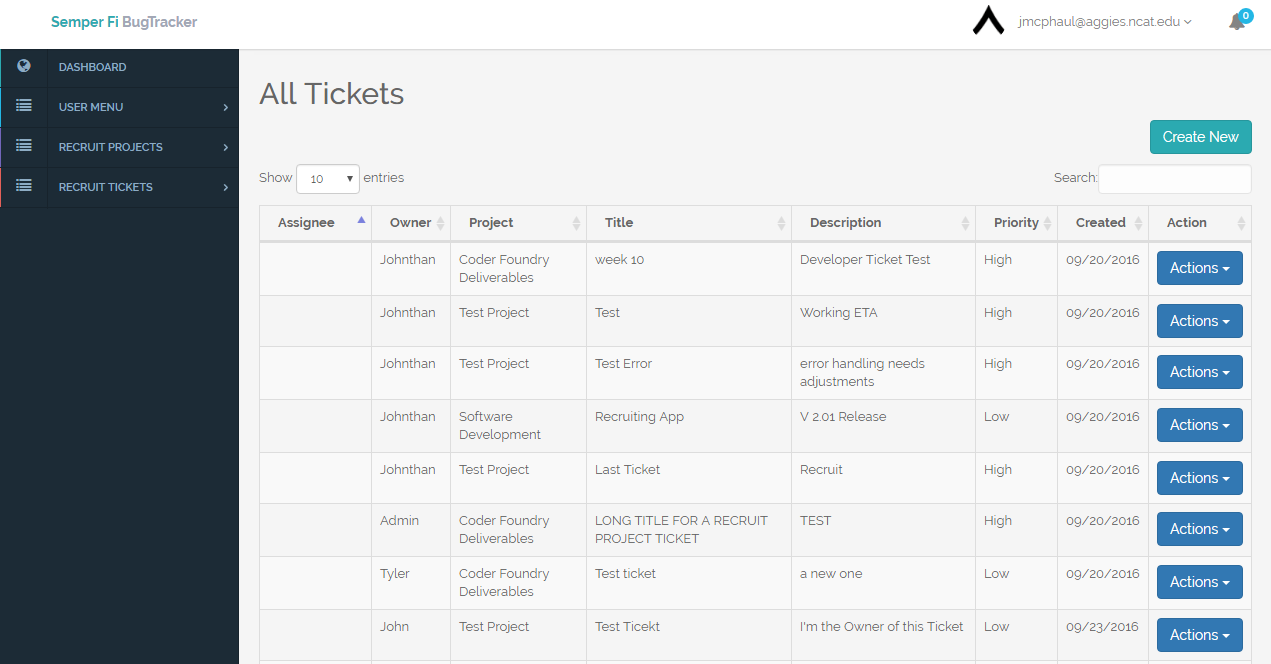 Semper Fi BugTracker
jmcphaul@aggies.ncat.edu
0
DASHBOARD
USER MENU
RECRUIT PROJECTS
RECRUIT TICKETS
All Tickets
Create New
Show 10 entries
Search:
Assignee Owner Project Title Description Priority Created Action
Johnthan Coder Foundry week 10 Developer Ticket Test High 09/20/2016 Actions
Deliverables
Johnthan Test Project Test Working ETA High 09/20/2016 Actions
Johnthan Test Project Test Error error handling needs High 09/20/2016 Actions
adjustments
Johnthan Software Recruiting App V 2.01 Release Low 09/20/2016 Actions
Development
Johnthan Test Project Last Ticket Recruit High 09/20/2016 Actions
Admin Coder Foundry LONG TITLE FOR A RECRUIT TEST High 09/20/2016 Actions
Deliverables PROJECT TICKET
Tyler Coder Foundry Test ticket a new one Low 09/20/2016 Actions
Deliverables
John Test Project Test Ticekt I'm the Owner of this Ticket Low 09/23/2016 Actions